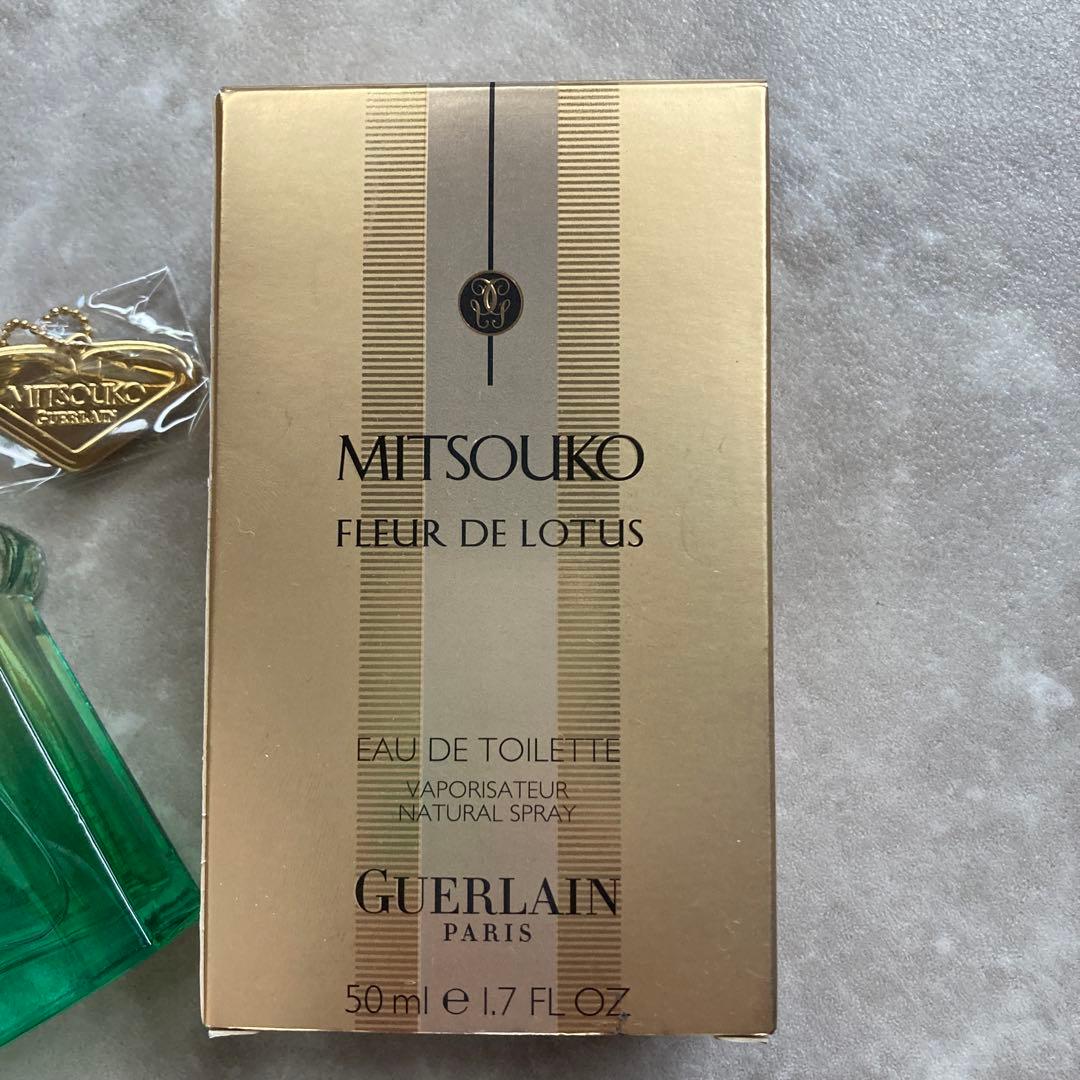 MITSOUKO
GUERLAIN
MITSOUKO
FLEUR DE LOTUS
EAU DE TOILETTE
VAPORISATEUR
NATURAL SPRAY
GUERLAIN
PARIS
50 ml e 1.7 FL OZ.